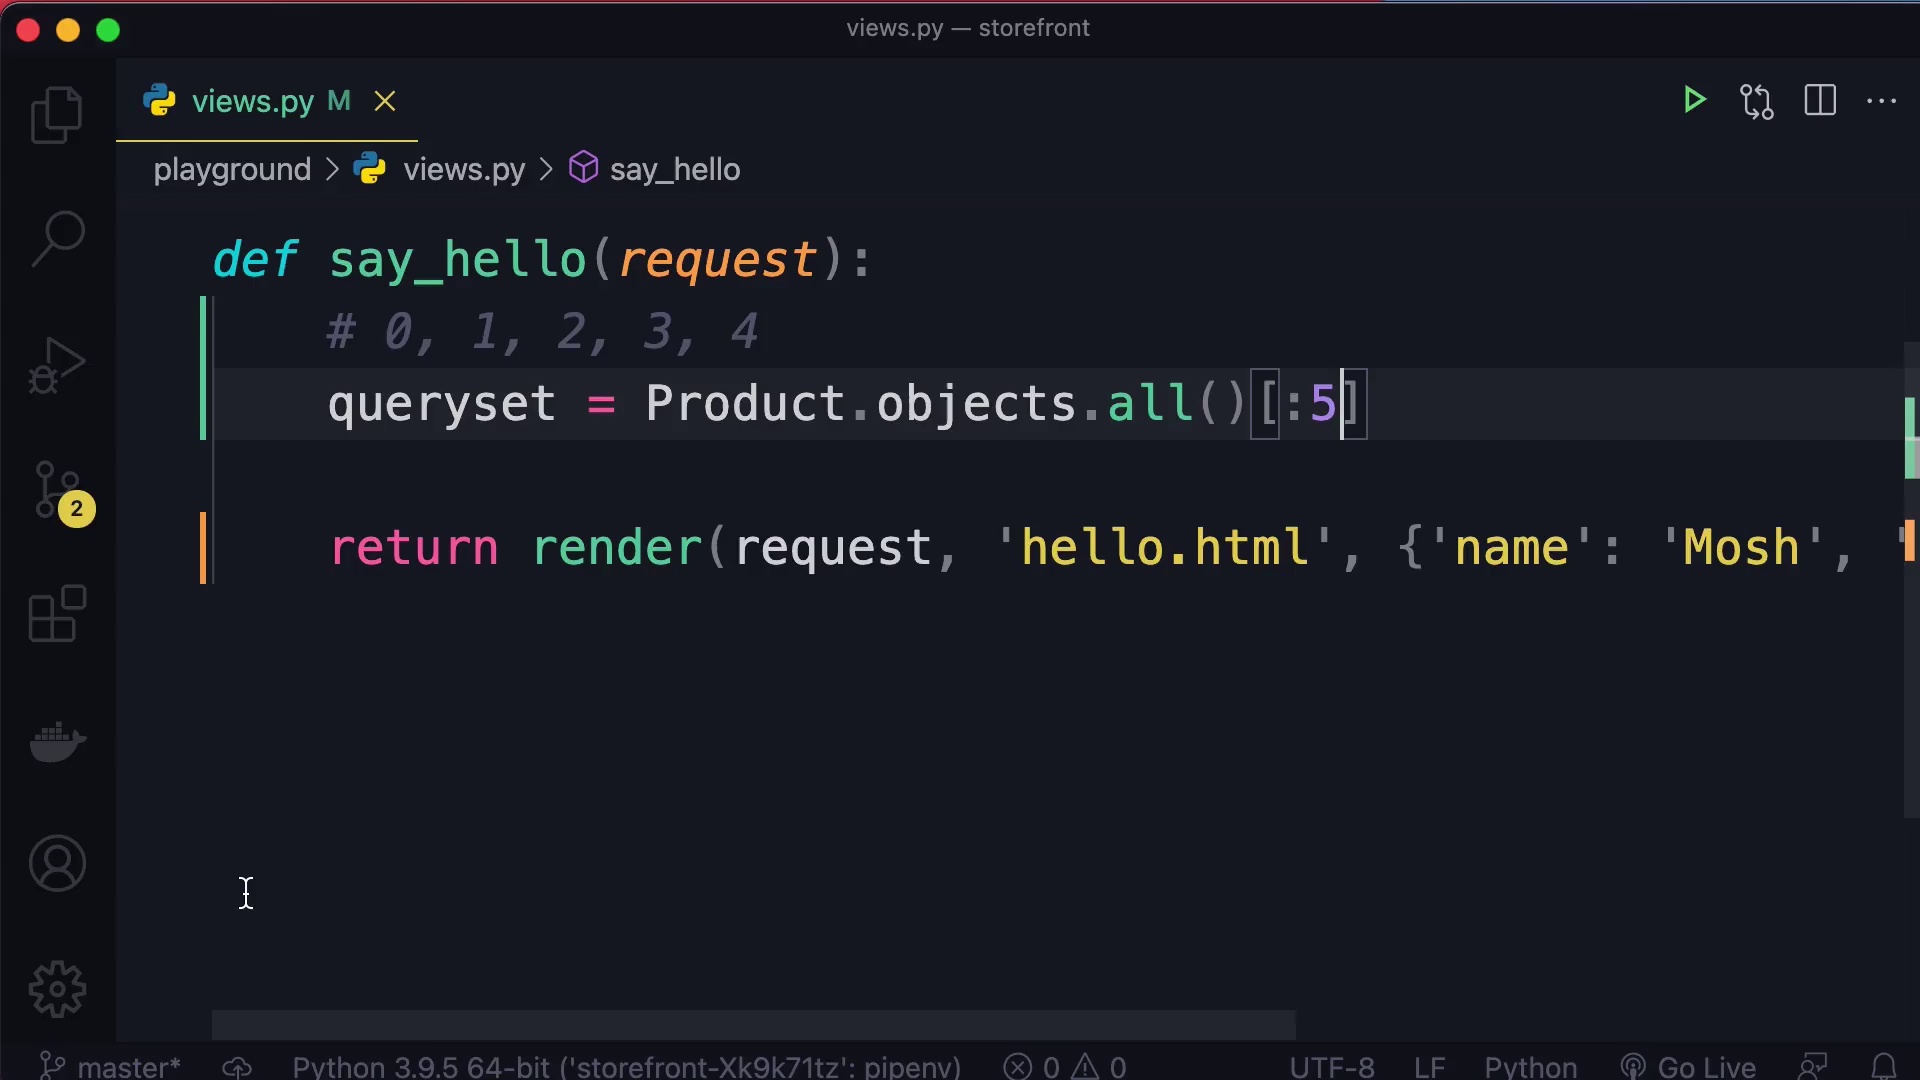 views.py — storefront
views.py M
playground > views.py > say_hello
def say_hello(request):
# 0, 1, 2, 3, 4
queryset = Product.objects.all()[:5]
return render(request, 'hello.html', {'name': 'Mosh', '
2
master* Python 3.9.5 64-bit ('storefront-Xk9k71tz': pipenv) 0 0 UTF-8 LF Python Go Live